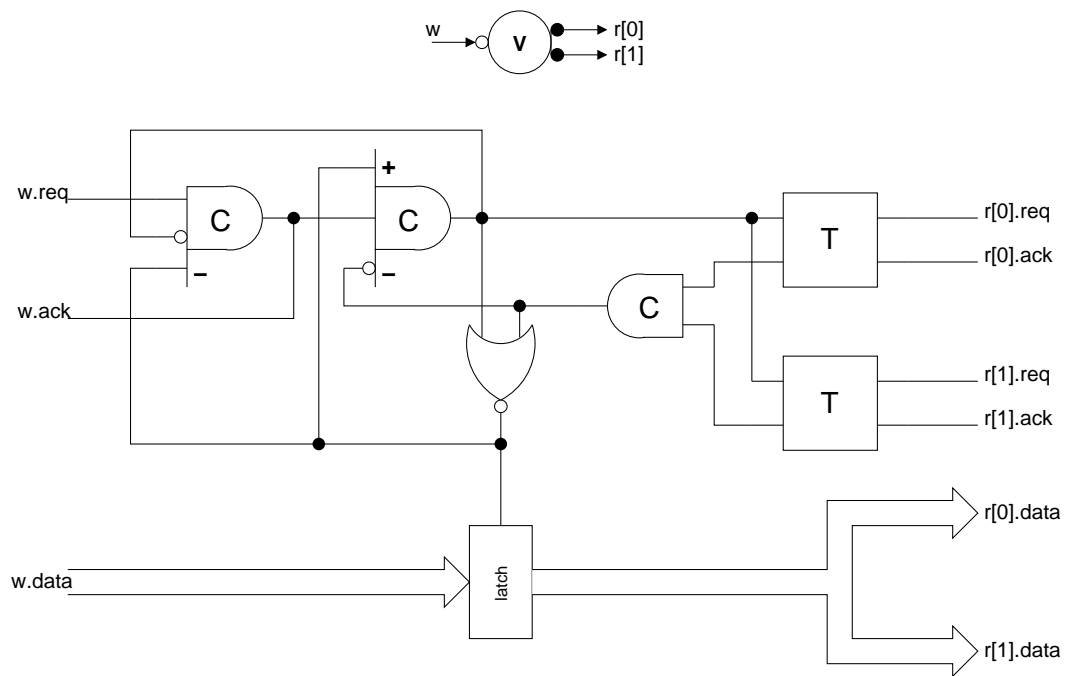 w
v
r[0]
r[1]
+
w.req
C
C
T
r[0].req
−
−
r[0].ack
w.ack
C
r[1].req
T
r[1].ack
r[0].data
w.data
latch
r[1].data